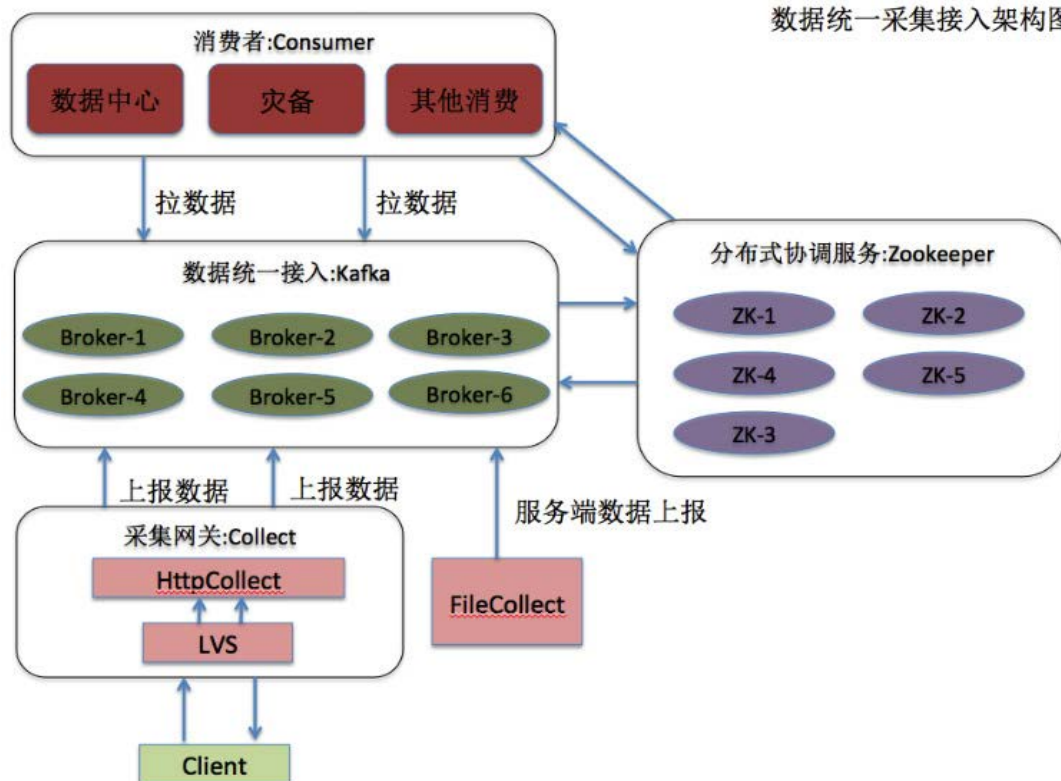 数据统一采集接入架构图
消费者:Consumer
数据中心
灾备
其他消费
拉数据
拉数据
数据统一接入:Kafka
Broker-1
Broker-2
Broker-3
Broker-4
Broker-5
Broker-6
分布式协调服务:Zookeeper
ZK-1
ZK-2
ZK-4
ZK-5
ZK-3
上报数据
上报数据
服务端数据上报
采集网关:Collect
HttpCollect
LVS
FileCollect
Client